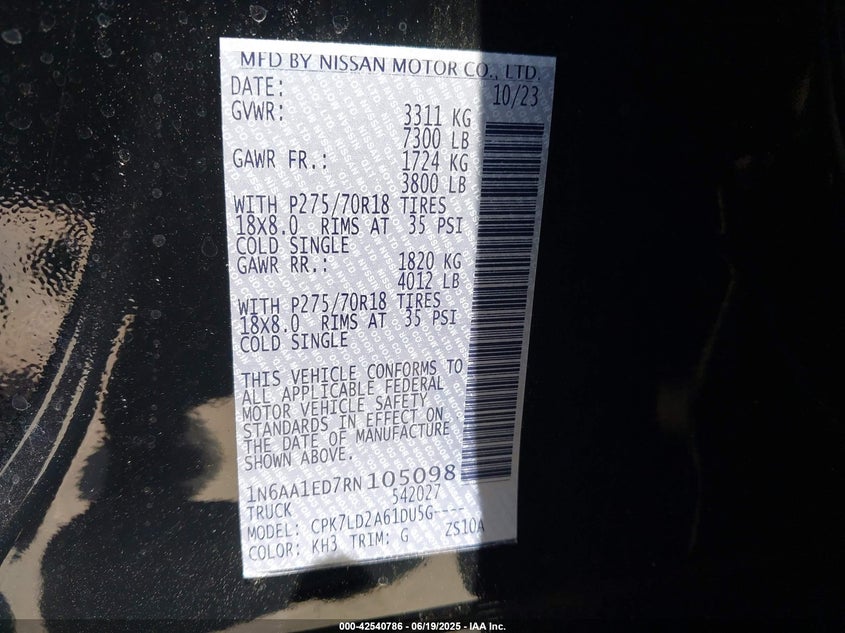 MFD BY NISSAN MOTOR CO., LTD.
DATE: 10/23
GVWR: 3311 KG
7300 LB
GAWR FR.: 1724 KG
3800 LB
WITH P275/70R18 TIRES
18X8.0 RIMS AT 35 PSI
COLD SINGLE
GAWR RR.: 1820 KG
4012 LB
WITH P275/70R18 TIRES
18X8.0 RIMS AT 35 PSI
COLD SINGLE
THIS VEHICLE CONFORMS TO
ALL APPLICABLE FEDERAL
MOTOR VEHICLE SAFETY
STANDARDS IN EFFECT ON
THE DATE OF MANUFACTURE
SHOWN ABOVE.
1N6AA1ED7RN105098
TRUCK 542027
MODEL: CPK7LD2A61DU5G----
COLOR: KH3 TRIM: G ZS10A
000-42540786 - 06/19/2025 - IAA Inc.